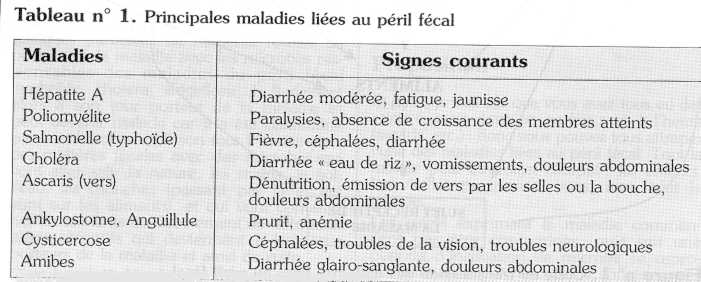 Tableau n° 1. Principales maladies liées au péril fécal
Maladies Signes courants
Hépatite A Diarrhée modérée, fatigue, jaunisse
Poliomyélite Paralysies, absence de croissance des membres atteints
Salmonelle (typhoïde) Fièvre, céphalées, diarrhée
Choléra Diarrhée « eau de riz », vomissements, douleurs abdominales
Ascaris (vers) Dénutrition, émission de vers par les selles ou la bouche,
douleurs abdominales
Ankylostome, Anguillule Prurit, anémie
Cysticercose Céphalées, troubles de la vision, troubles neurologiques
Amibes Diarrhée glairo-sanglante, douleurs abdominales